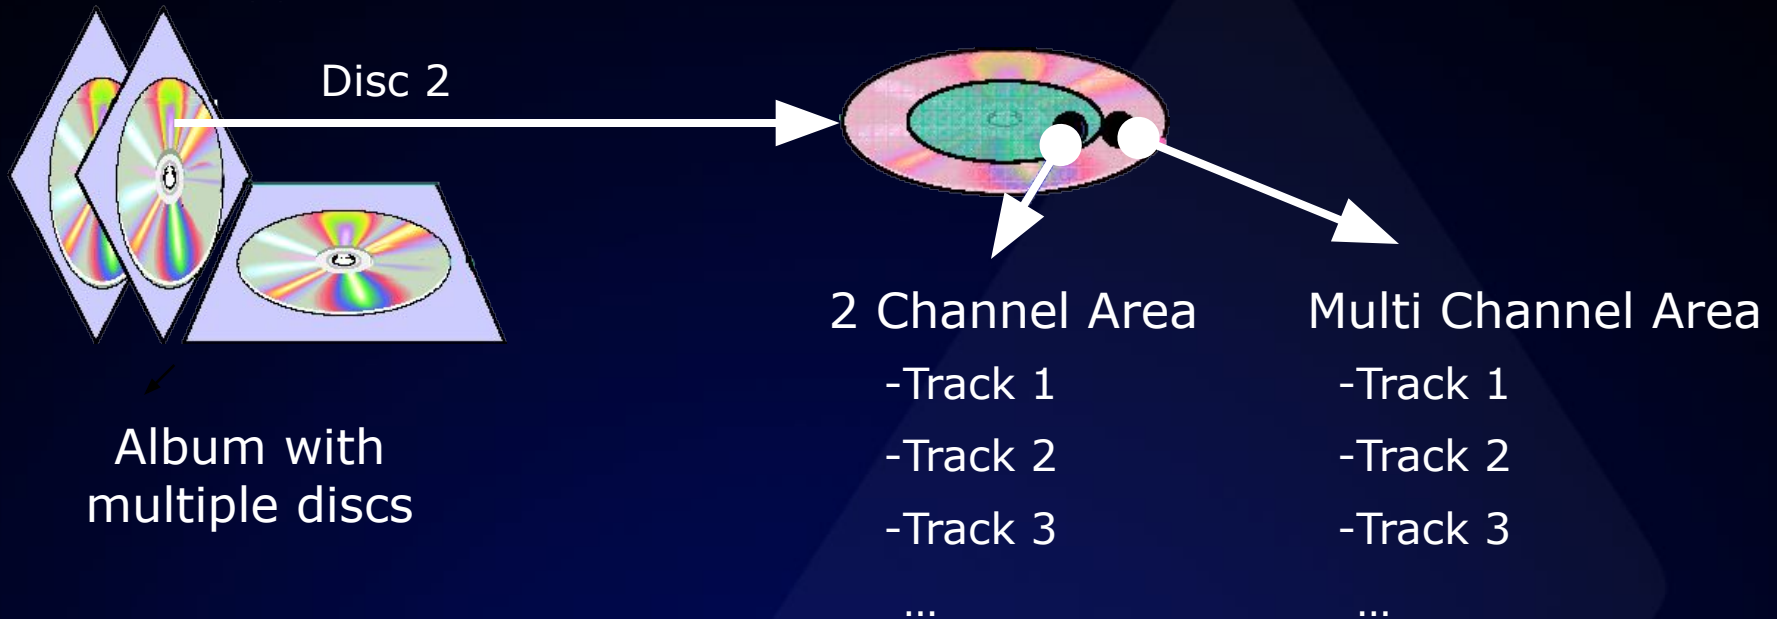 Disc 2
Album with
multiple discs
2 Channel Area
-Track 1
-Track 2
-Track 3
...
Multi Channel Area
-Track 1
-Track 2
-Track 3
...